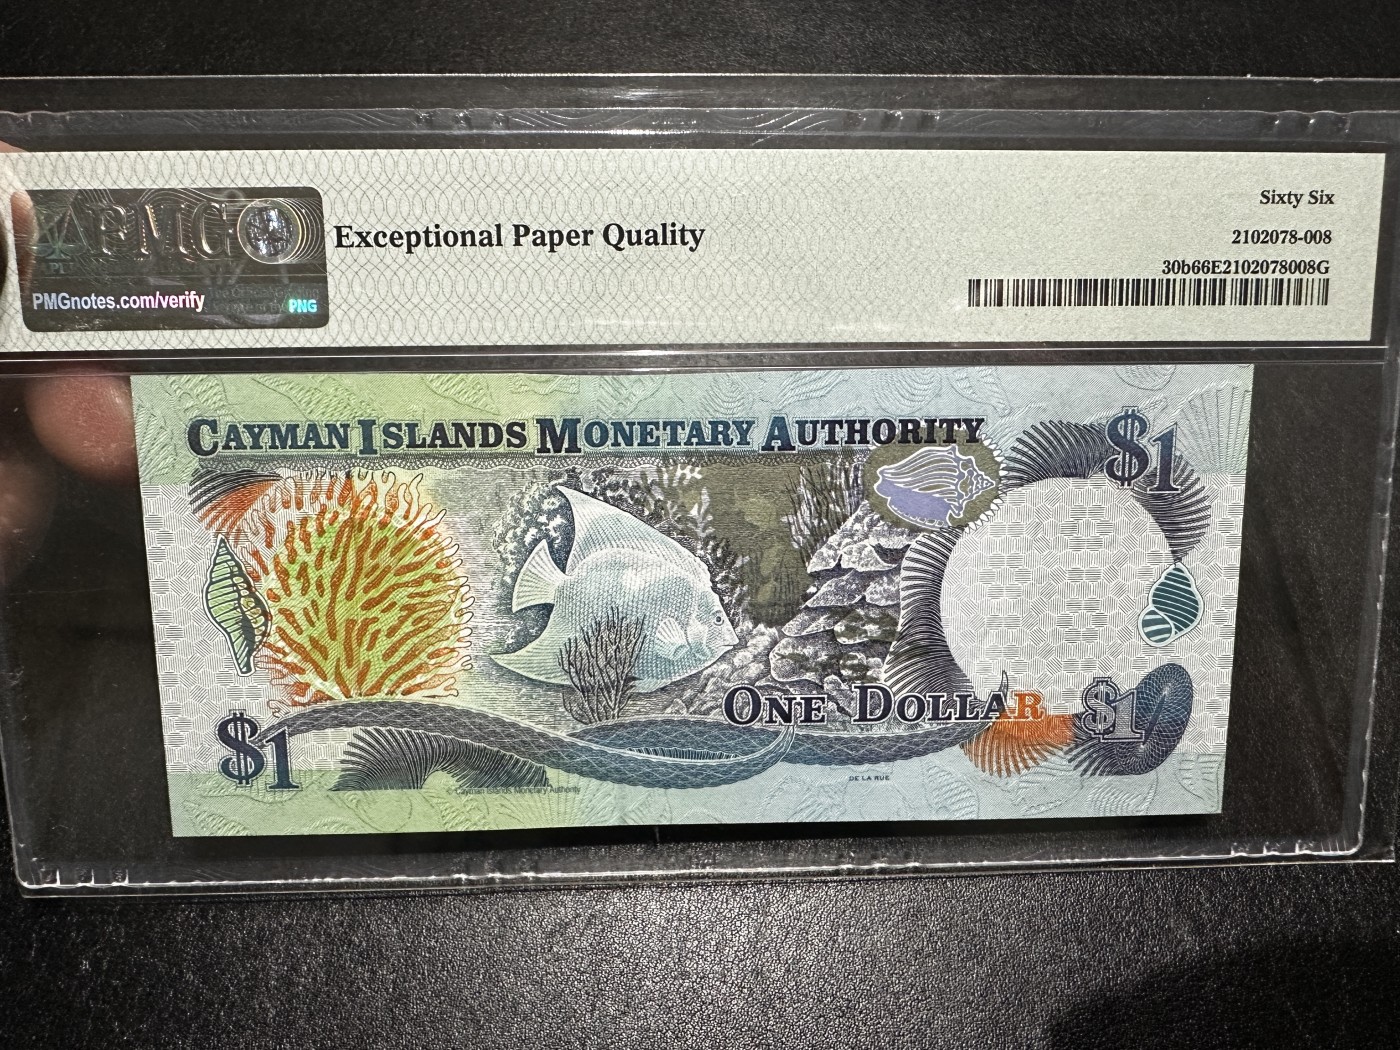 PMG
PMGnotes.com/verify
PNG
Exceptional Paper Quality
Sixty Six
2102078-008
30b66E2102078008G
CAYMAN ISLANDS MONETARY AUTHORITY
$1
ONE DOLLAR
$1
$1
DE LA RUE
Cayman Islands Monetary Authority